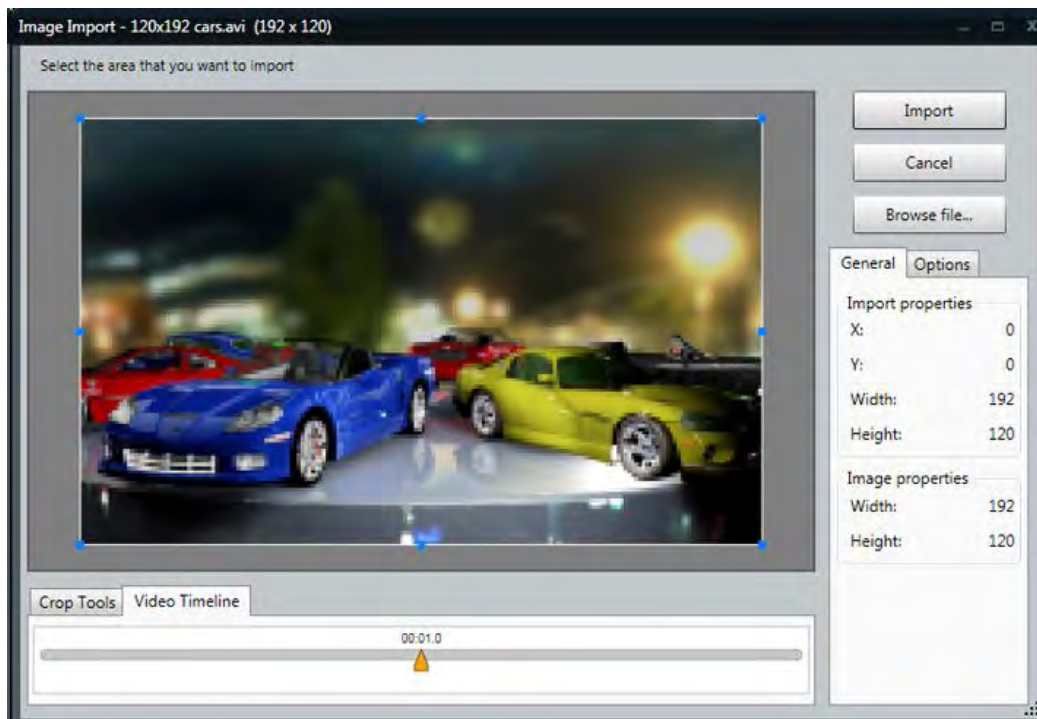 Image Import - 120x192 cars.avi (192 x 120)
Select the area that you want to import
Import
Cancel
Browse file...
General Options
Import properties
X: 0
Y: 0
Width: 192
Height: 120
Image properties
Width: 192
Height: 120
Crop Tools Video Timeline
00:01.0